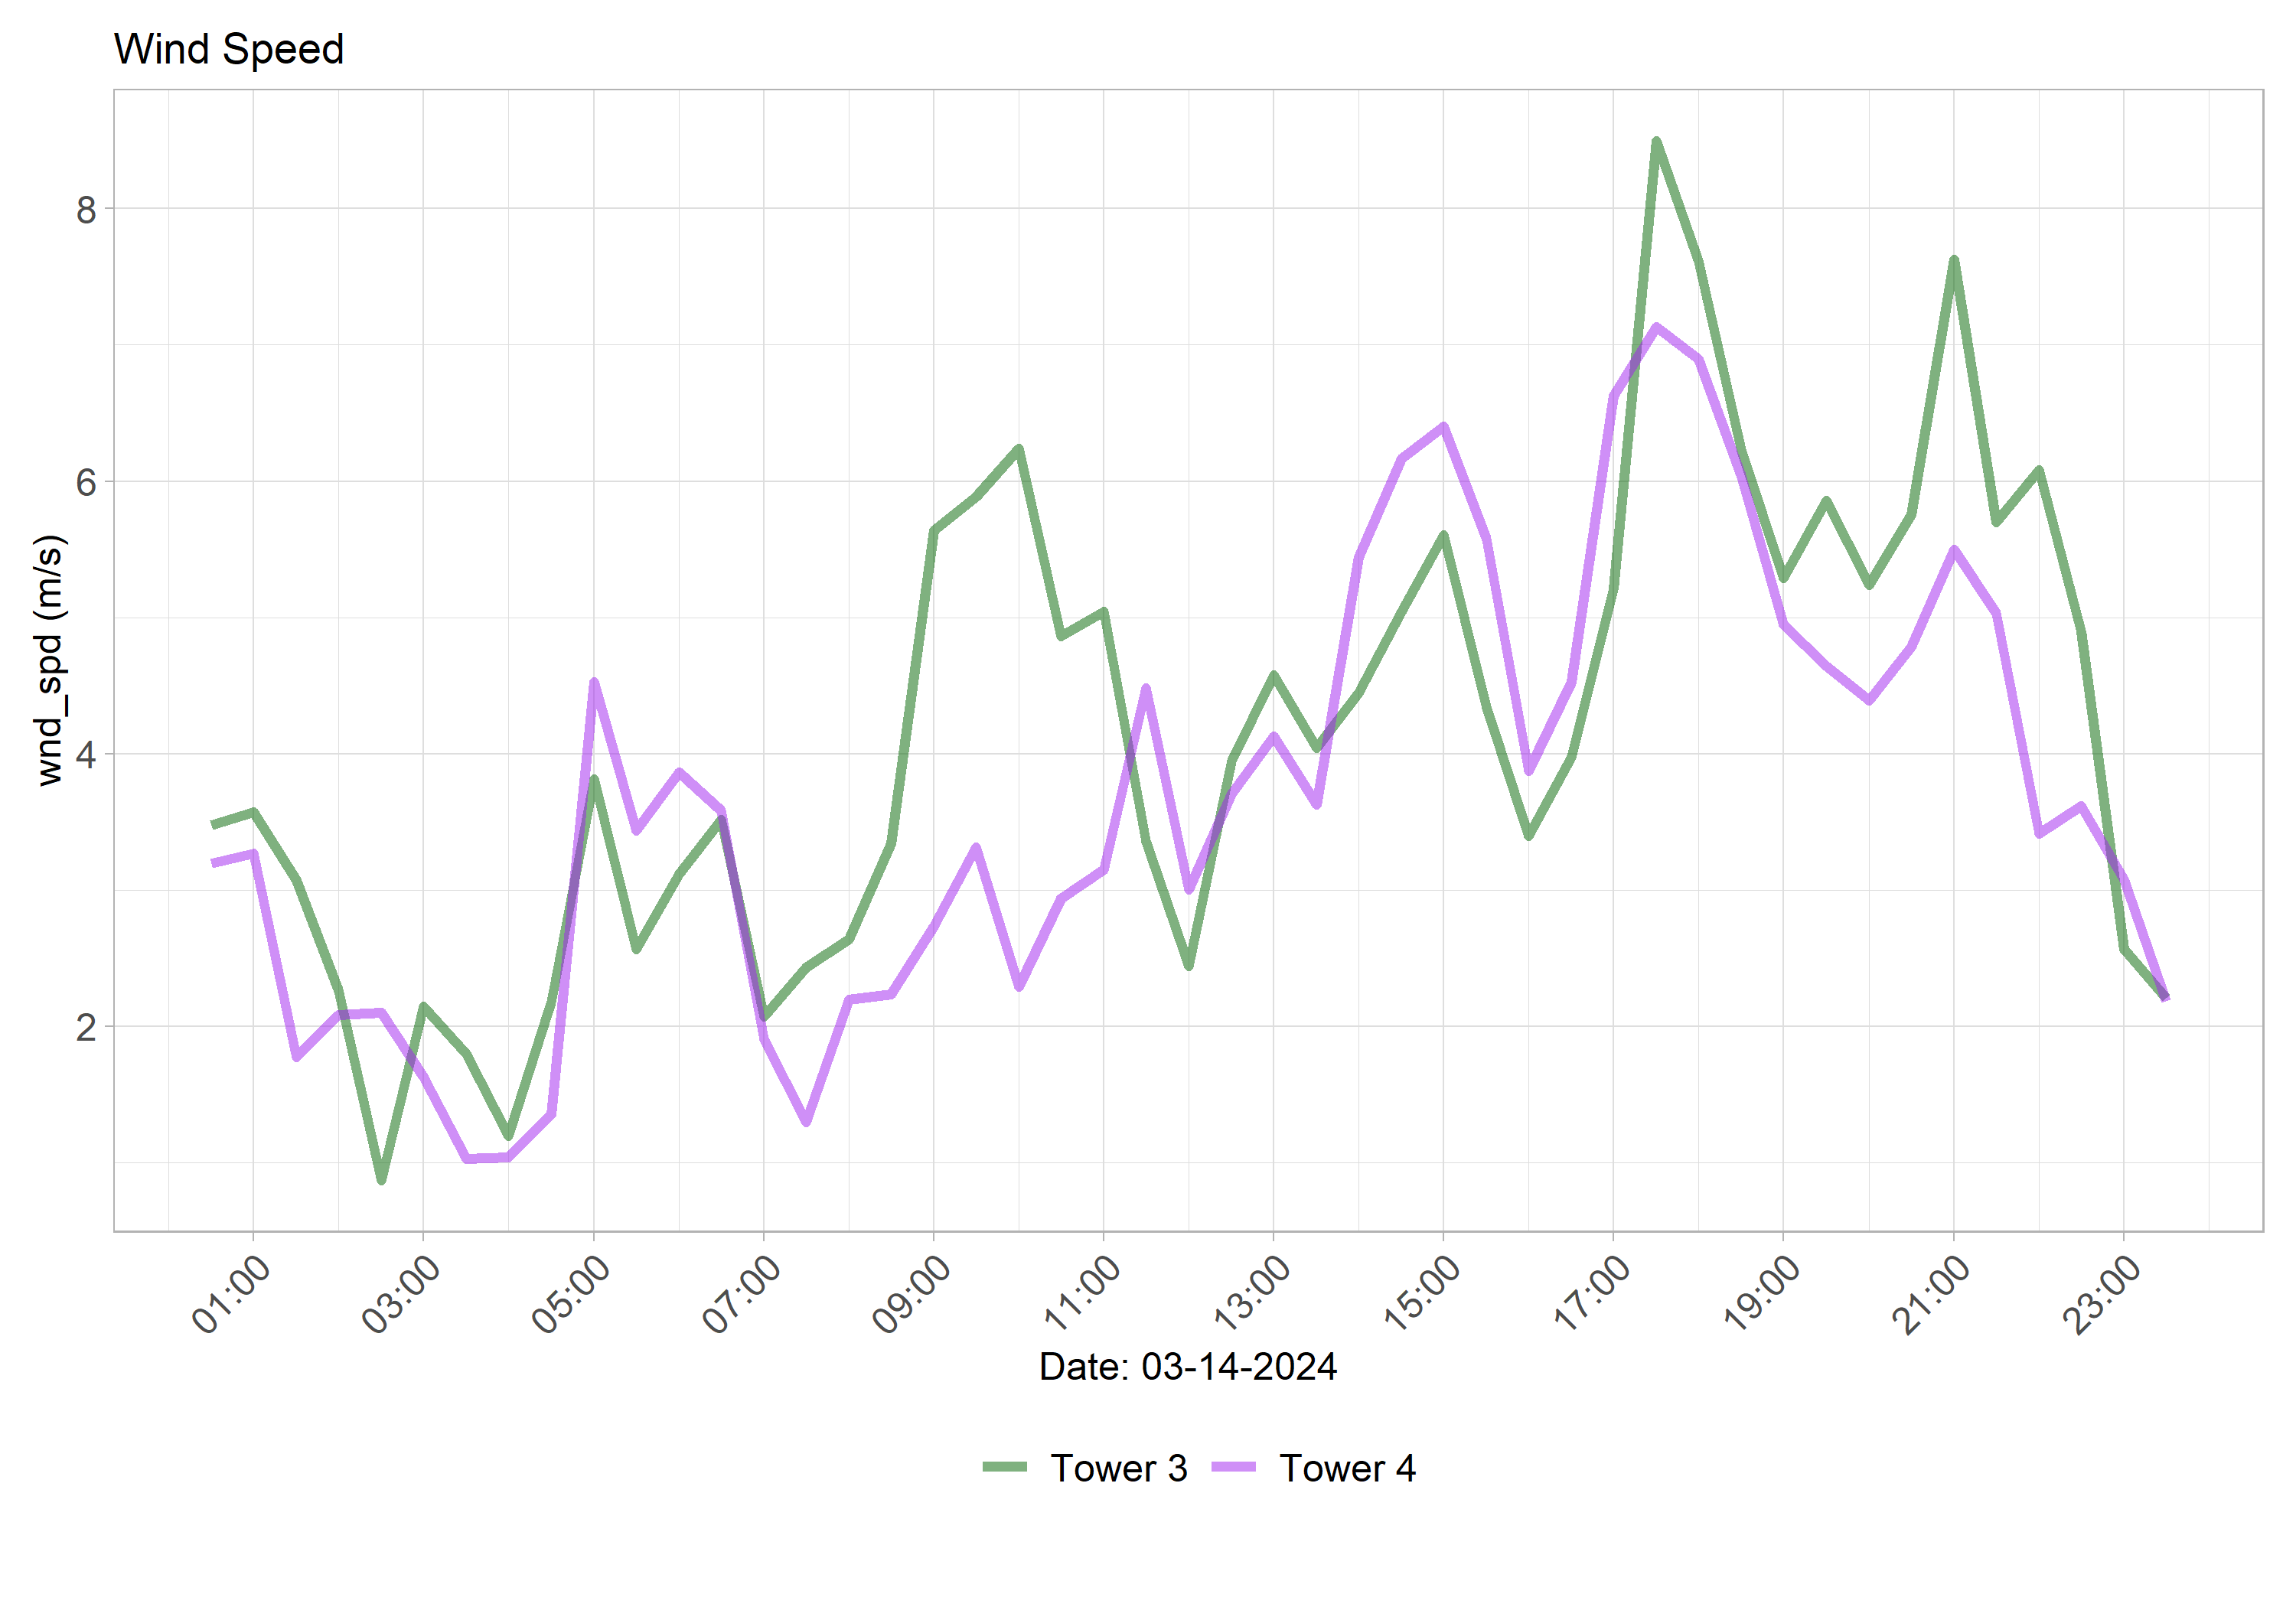 Wind Speed
wnd_spd (m/s)
8
6
4
2
01:00 03:00 05:00 07:00 09:00 11:00 13:00 15:00 17:00 19:00 21:00 23:00
Date: 03-14-2024
Tower 3 Tower 4